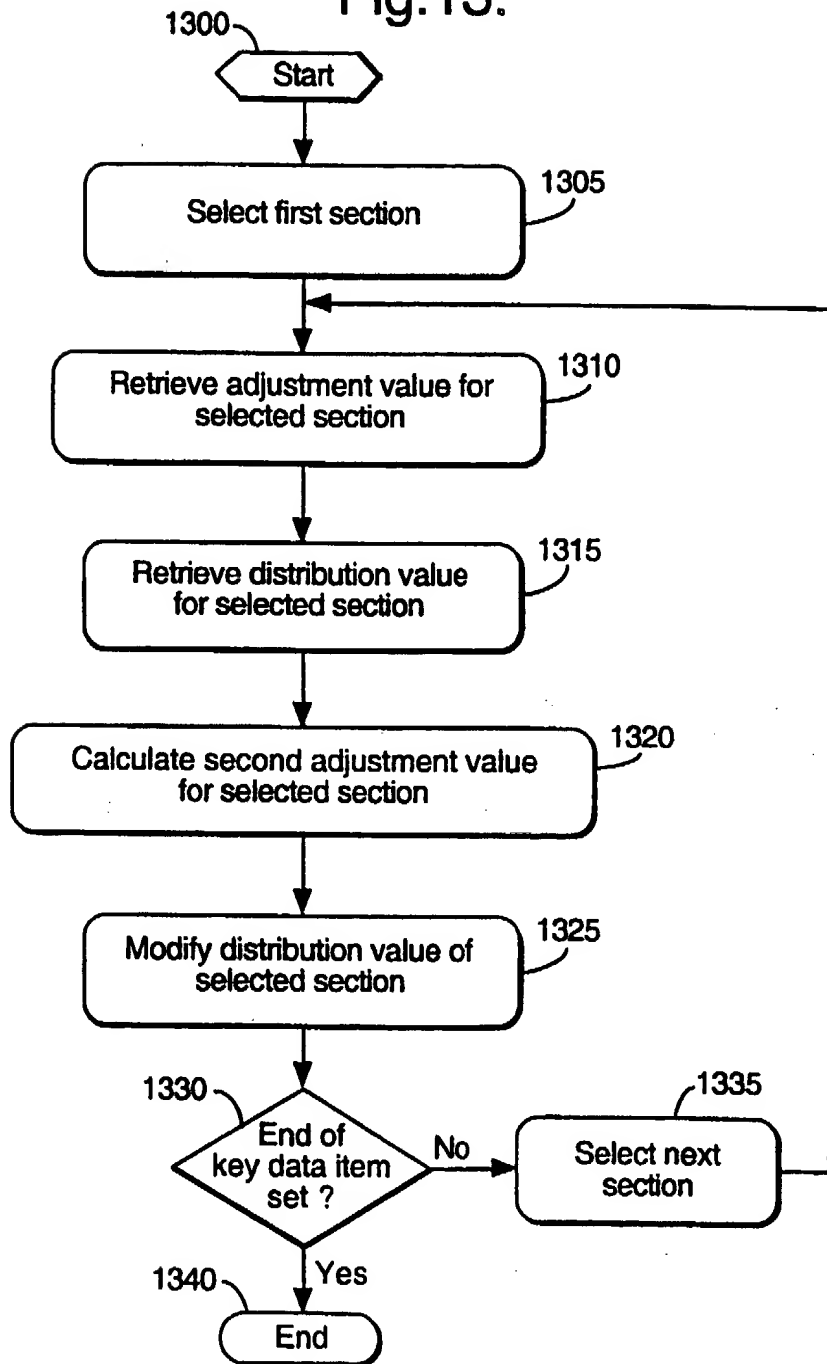 Fig.13.
1300
Start
Select first section
1305
Retrieve adjustment value for
selected section
1310
Retrieve distribution value
for selected section
1315
Calculate second adjustment value
for selected section
1320
Modify distribution value of
selected section
1325
1330
End of
key data item
set ?
No
1335
Select next
section
Yes
1340
End